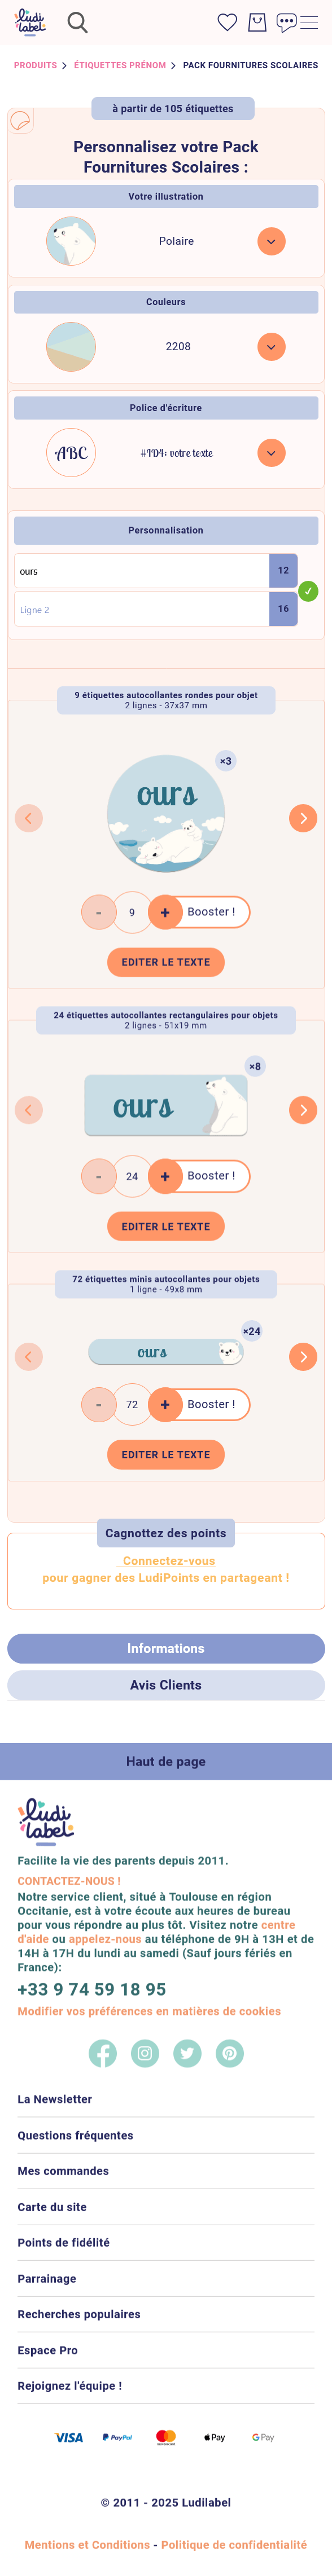 Ludi label
PRODUITS > ÉTIQUETTES PRÉNOM > PACK FOURNITURES SCOLAIRES
à partir de 105 étiquettes
Personnalisez votre Pack
Fournitures Scolaires :
Votre illustration
Polaire
Couleurs
2208
Police d'écriture
ABC
#ID4: votre texte
Personnalisation
ours
12
Ligne 2
16
9 étiquettes autocollantes rondes pour objet
2 lignes - 37x37 mm
×3
ours
-
9
+
Booster !
EDITER LE TEXTE
24 étiquettes autocollantes rectangulaires pour objets
2 lignes - 51x19 mm
×8
ours
-
24
+
Booster !
EDITER LE TEXTE
72 étiquettes minis autocollantes pour objets
1 ligne - 49x8 mm
×24
ours
-
72
+
Booster !
EDITER LE TEXTE
Cagnottez des points
Connectez-vous
pour gagner des LudiPoints en partageant !
Informations
Avis Clients
Haut de page
Ludi label
Facilite la vie des parents depuis 2011.
CONTACTEZ-NOUS !
Notre service client, situé à Toulouse en région
Occitanie, est à votre écoute aux heures de bureau
pour vous répondre au plus tôt. Visitez notre centre
d'aide ou appelez-nous au téléphone de 9H à 13H et de
14H à 17H du lundi au samedi (Sauf jours fériés en
France):
+33 9 74 59 18 95
Modifier vos préférences en matières de cookies
La Newsletter
Questions fréquentes
Mes commandes
Carte du site
Points de fidélité
Parrainage
Recherches populaires
Espace Pro
Rejoignez l'équipe !
VISA PayPal mastercard Apple Pay G Pay
© 2011 - 2025 Ludilabel
Mentions et Conditions - Politique de confidentialité